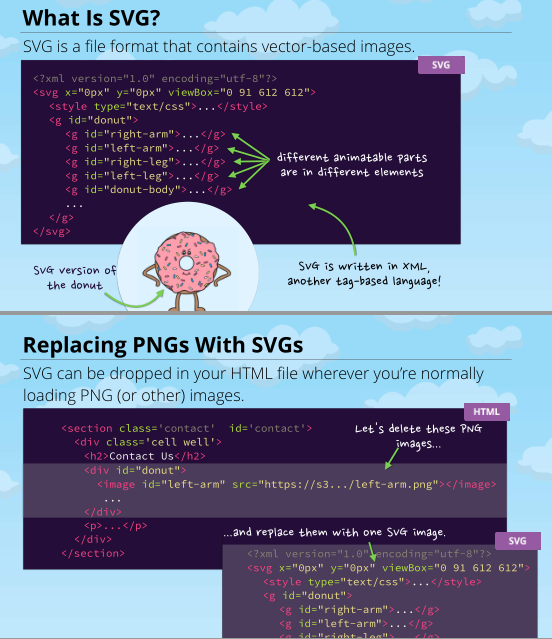 What Is SVG?
SVG is a file format that contains vector-based images.
SVG
<?xml version="1.0" encoding="utf-8"?>
<svg x="0px" y="0px" viewBox="0 91 612 612">
<style type="text/css">...</style>
<g id="donut">
<g id="right-arm">...</g>
<g id="left-arm">...</g>
<g id="right-leg">...</g>
<g id="left-leg">...</g>
<g id="donut-body">...</g>
...
</g>
</svg>
different animatable parts
are in different elements
SVG version of
the donut
SVG is written in XML,
another tag-based language!
Replacing PNGs With SVGs
SVG can be dropped in your HTML file wherever you're normally
loading PNG (or other) images.
HTML
<section class='contact'  id='contact'>
<div class='cell well'>
<h2>Contact Us</h2>
<div id="donut">
<image id="left-arm" src="https://s3.../left-arm.png"></image>
...
</div>
<p>...</p>
</div>
</section>
Let's delete these PNG
images...
...and replace them with one SVG image.
SVG
<?xml version="1.0" encoding="utf-8"?>
<svg x="0px" y="0px" viewBox="0 91 612 612">
<style type="text/css">...</style>
<g id="donut">
<g id="right-arm">...</g>
<g id="left-arm">...</g>
<g id="right-leg">...</g>